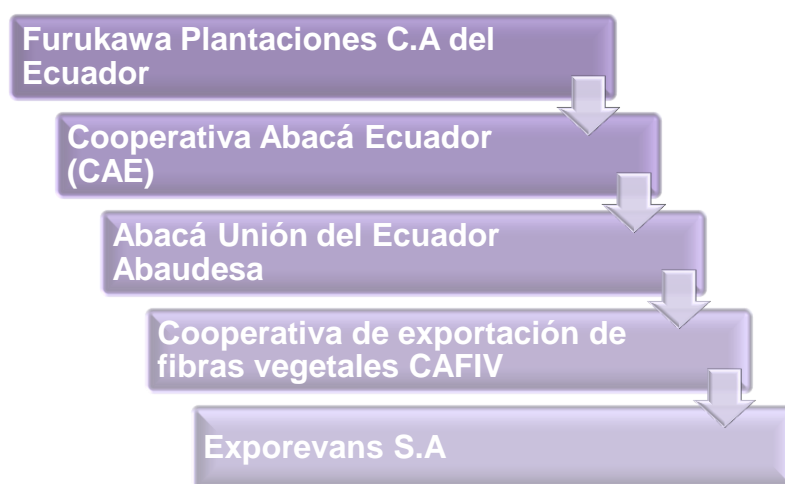 Furukawa Plantaciones C.A del
Ecuador
Cooperativa Abacá Ecuador
(CAE)
Abacá Unión del Ecuador
Abaudesa
Cooperativa de exportación de
fibras vegetales CAFIV
Exporevans S.A